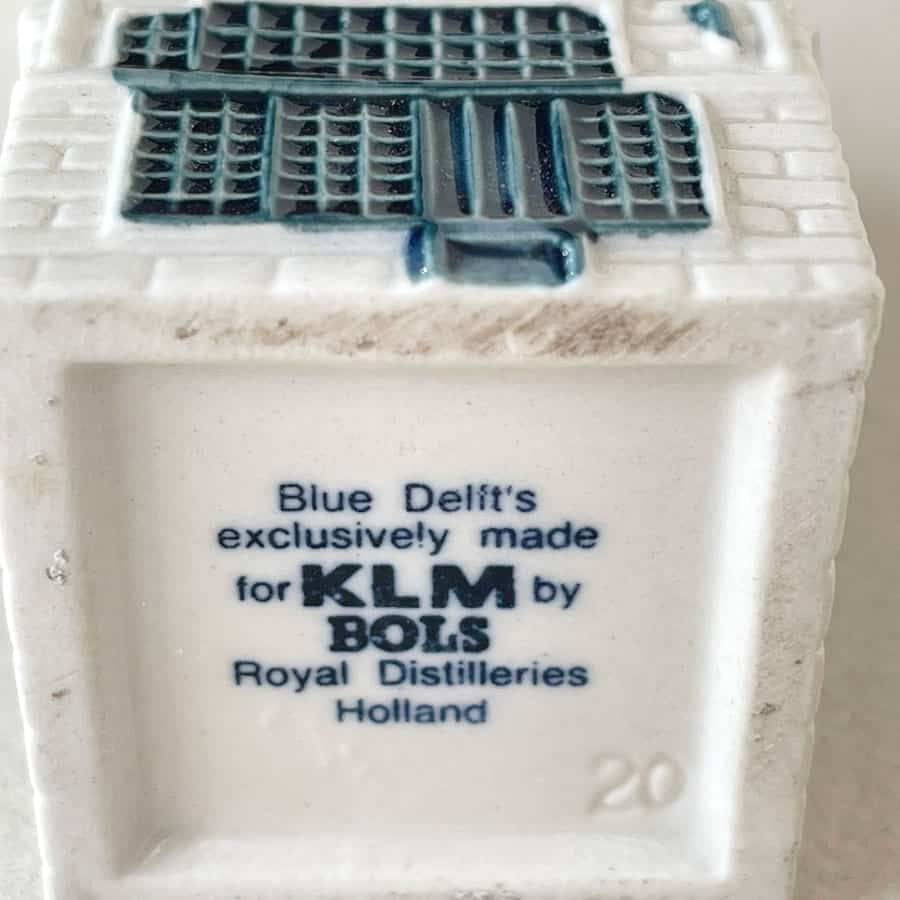 Blue Delft's
exclusively made
for KLM by
BOLS
Royal Distilleries
Holland
20